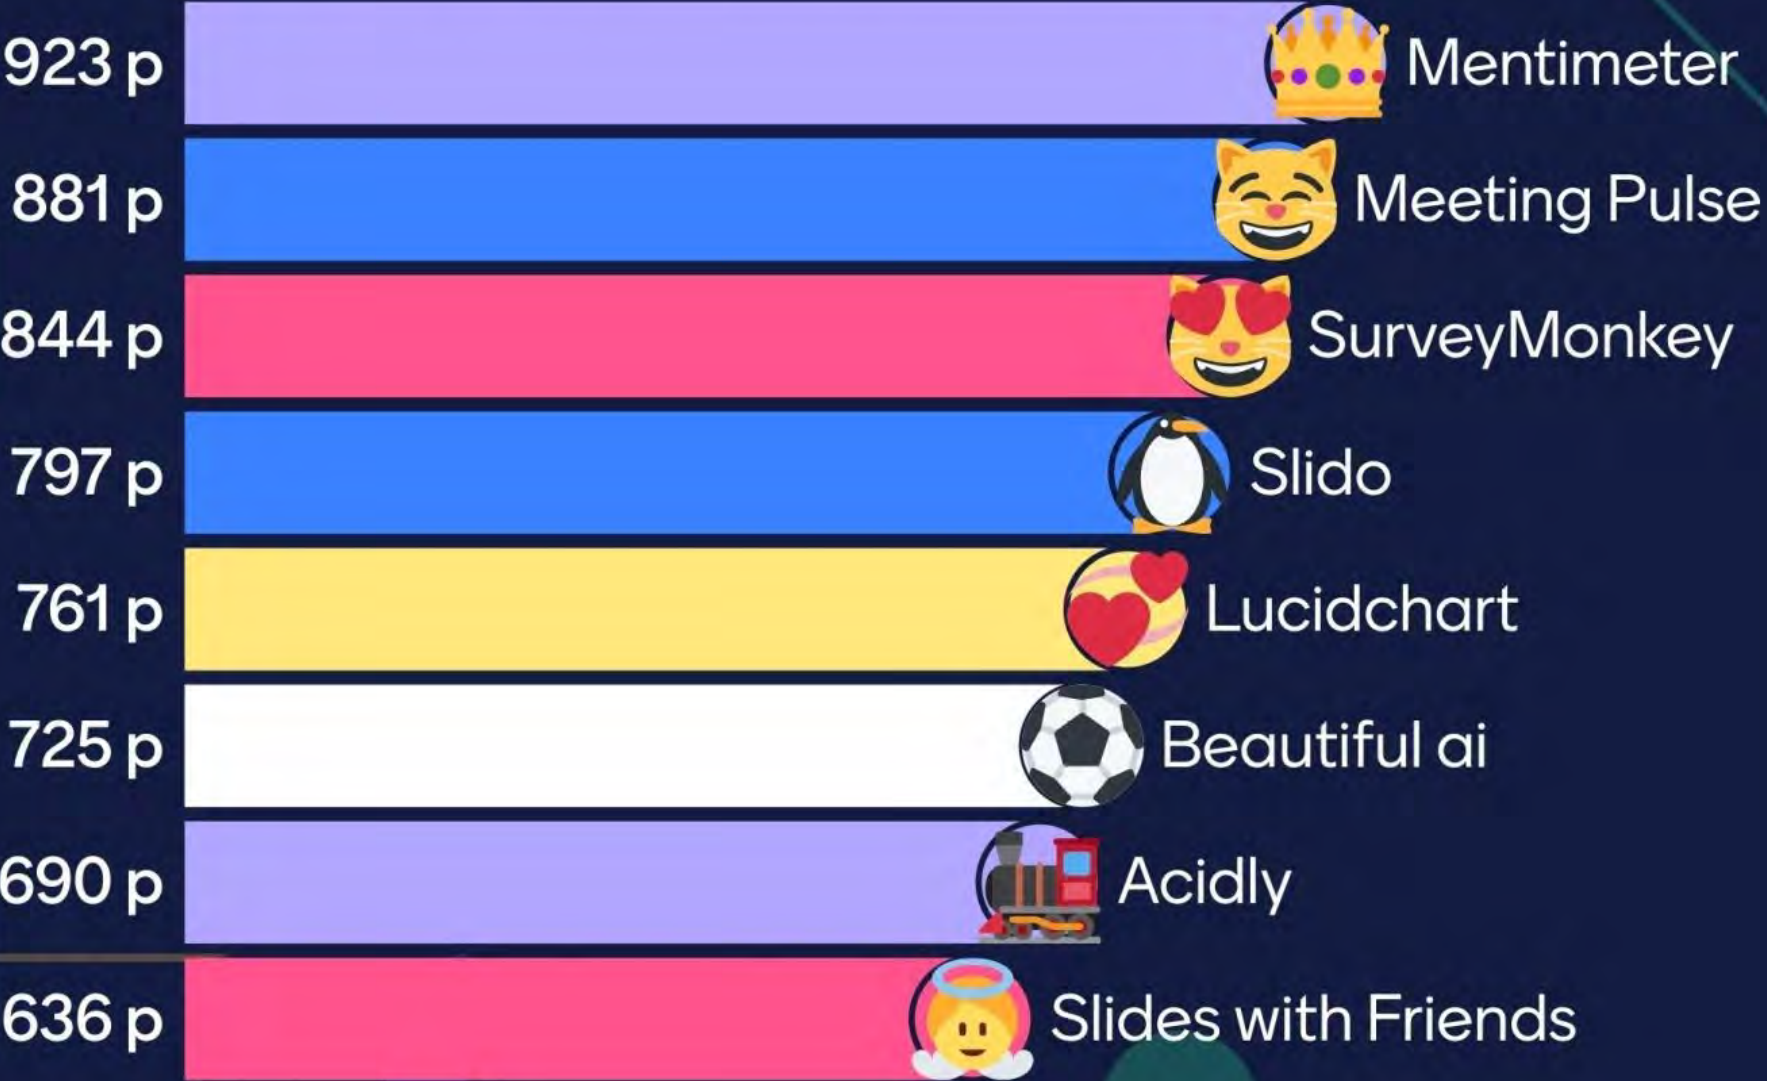 923 p Mentimeter
881 p Meeting Pulse
844 p SurveyMonkey
797 p Slido
761 p Lucidchart
725 p Beautiful ai
690 p Acidly
636 p Slides with Friends